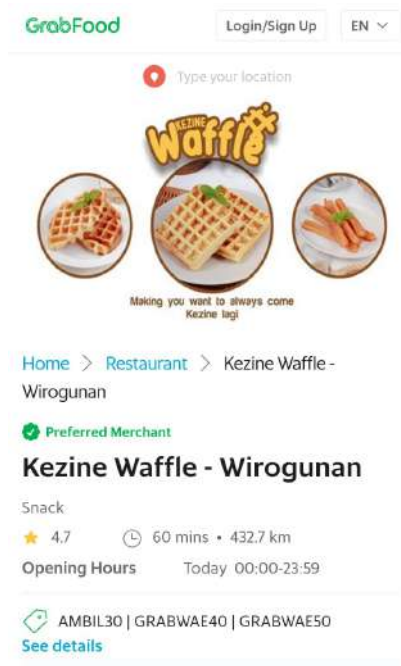 GrabFood
Login/Sign Up
EN
Type your location
KEZINE
Waffle
Making you want to always come
Kezine lagi
Home > Restaurant > Kezine Waffle -
Wirogunan
Preferred Merchant
Kezine Waffle - Wirogunan
Snack
4.7 60 mins • 432.7 km
Opening Hours Today 00:00-23:59
AMBIL30 | GRABWAE40 | GRABWAE50
See details